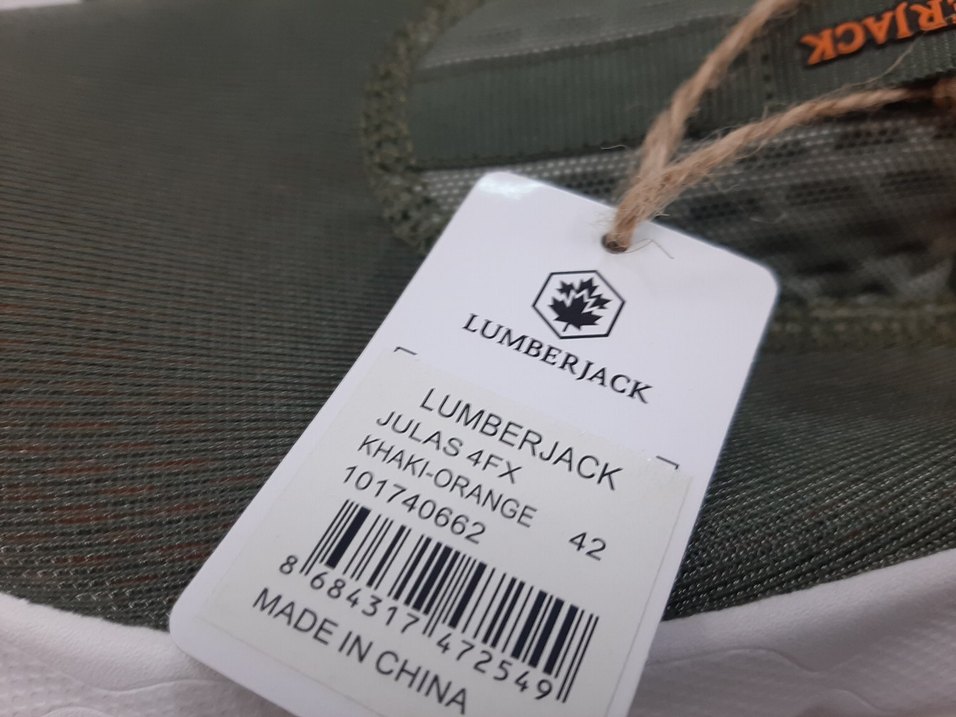 ERJACK
LUMBERJACK
LUMBERJACK
JULAS 4FX
KHAKI-ORANGE
101740662 42
8 684317 472549
MADE IN CHINA